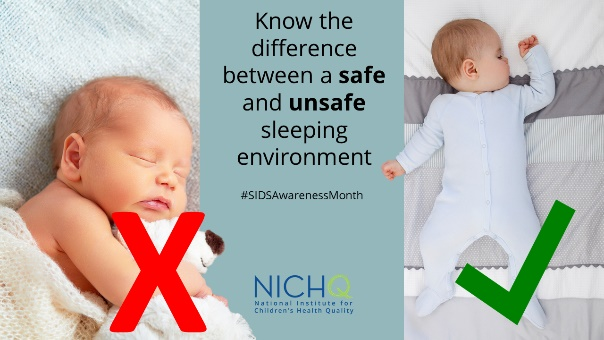 Know the
difference
between a safe
and unsafe
sleeping
environment
#SIDSAwarenessMonth
NICHQ
National Institute for
Children's Health Quality